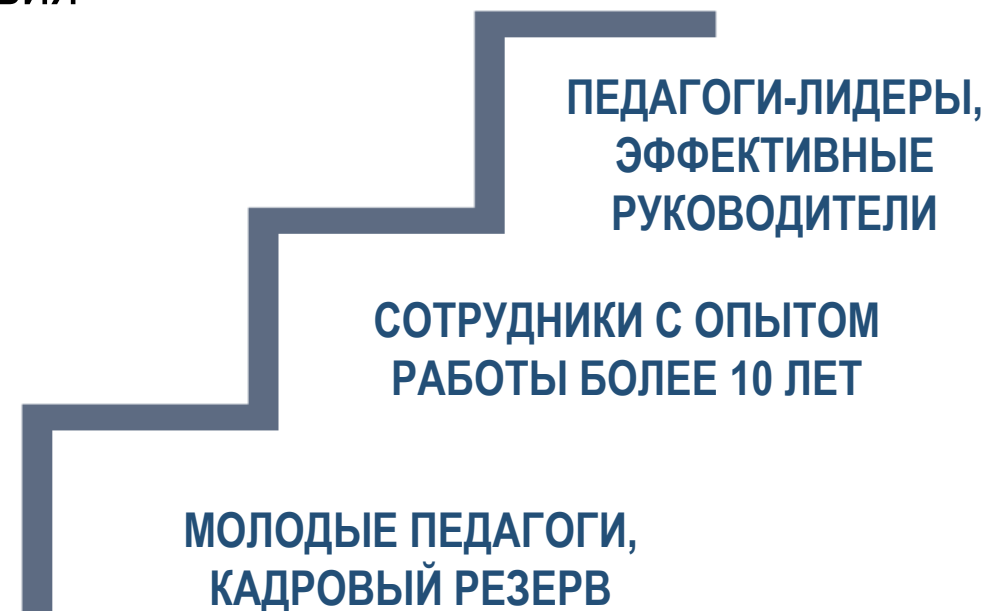 ПЕДАГОГИ-ЛИДЕРЫ,
ЭФФЕКТИВНЫЕ
РУКОВОДИТЕЛИ
СОТРУДНИКИ С ОПЫТОМ
РАБОТЫ БОЛЕЕ 10 ЛЕТ
МОЛОДЫЕ ПЕДАГОГИ,
КАДРОВЫЙ РЕЗЕРВ